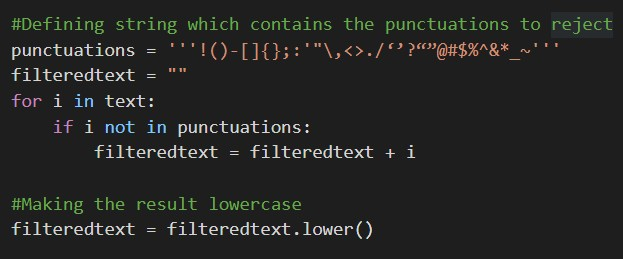 #Defining string which contains the punctuations to reject
punctuations = '''!()-[]{};:'"\,<>./‘’?“”@#$%^&*_~'''
filteredtext = ""
for i in text:
    if i not in punctuations:
        filteredtext = filteredtext + i
#Making the result lowercase
filteredtext = filteredtext.lower()